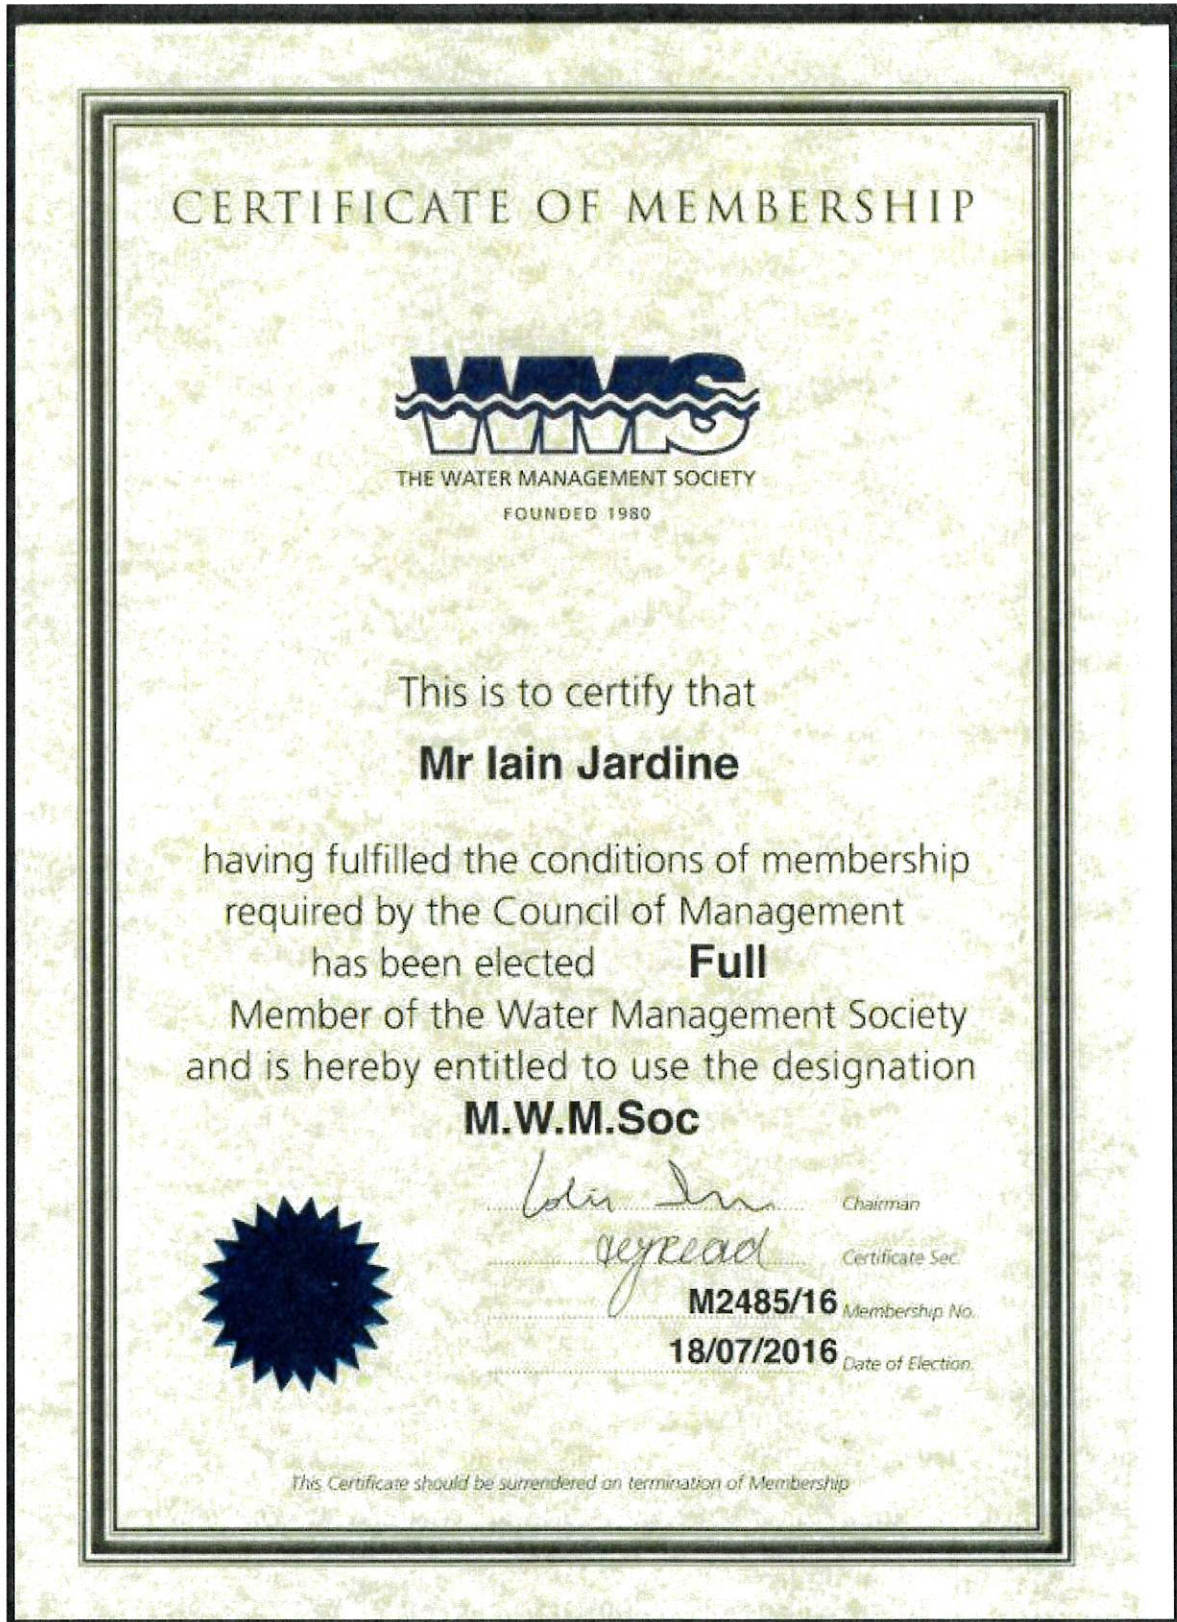 CERTIFICATE OF MEMBERSHIP
WMS
THE WATER MANAGEMENT SOCIETY
FOUNDED 1980
This is to certify that
Mr Iain Jardine
having fulfilled the conditions of membership
required by the Council of Management
has been elected Full
Member of the Water Management Society
and is hereby entitled to use the designation
M.W.M.Soc
Chairman
Certificate Sec.
M2485/16 Membership No.
18/07/2016 Date of Election.
This Certificate should be surrendered on termination of Membership